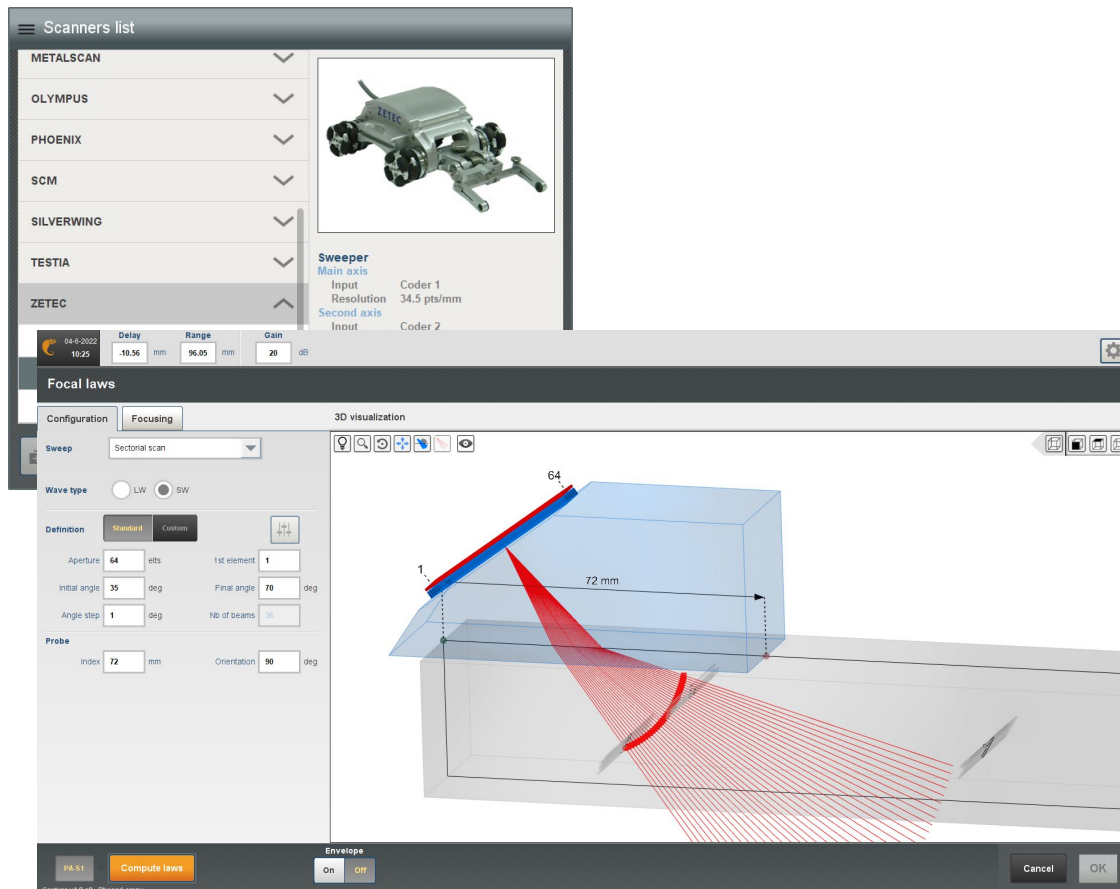 Scanners list
METALSCAN
OLYMPUS
PHOENIX
SCM
SILVERWING
TESTIA
ZETEC
ZETEC
Sweeper
Main axis
Input Coder 1
Resolution 34.5 pts/mm
Second axis
Input Coder 2
04-6-2022
10:25
Delay
-10.56 mm
Range
96.05 mm
Gain
20 dB
Focal laws
Configuration
Focusing
3D visualization
Sweep Sectorial scan
Wave type LW SW
Definition Standard Custom
Aperture 64 elts 1st element 1
Initial angle 35 deg Final angle 70 deg
Angle step 1 deg Nb of beams 36
Probe
Index 72 mm Orientation 90 deg
64
1
72 mm
PA-S1
Compute laws
Envelope
On Off
Cancel
OK